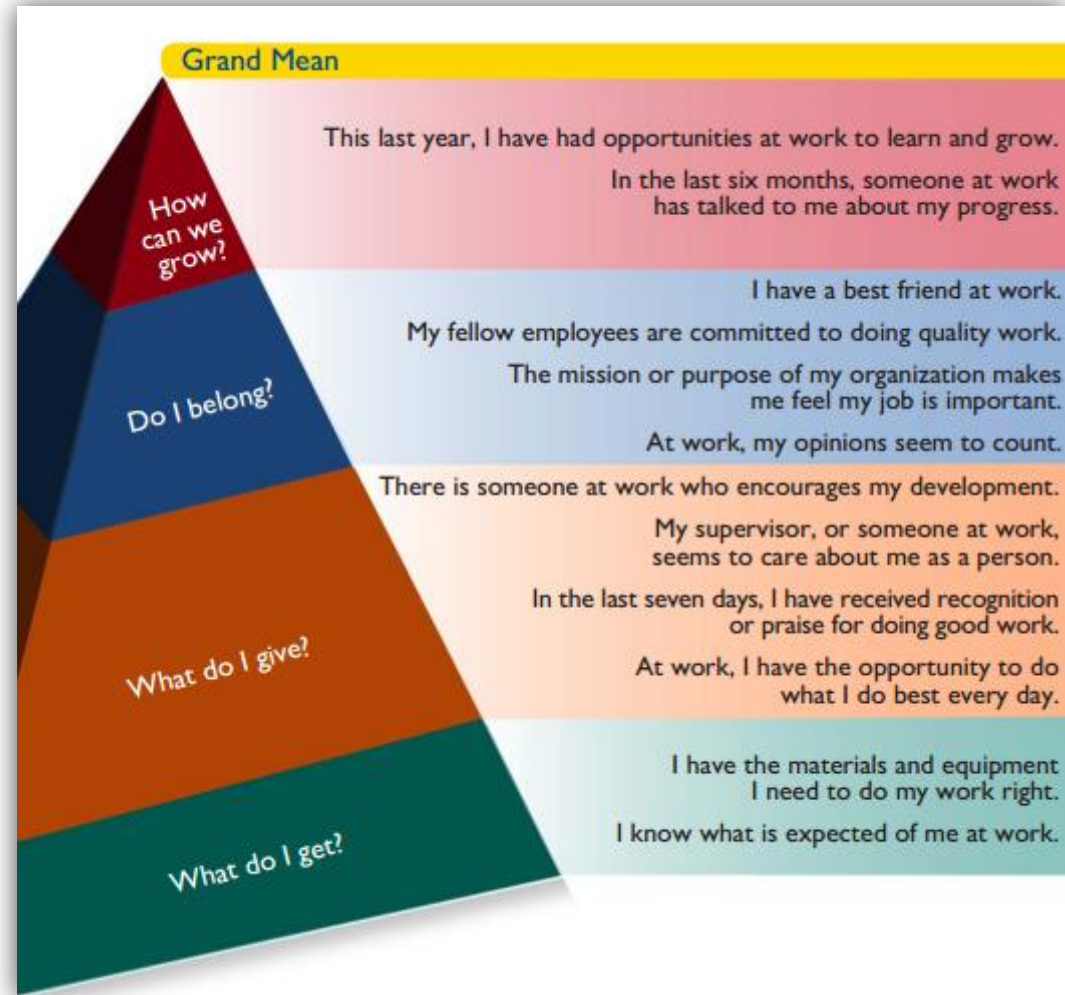 Grand Mean
How
can we
grow?
This last year, I have had opportunities at work to learn and grow.
In the last six months, someone at work
has talked to me about my progress.
Do I belong?
I have a best friend at work.
My fellow employees are committed to doing quality work.
The mission or purpose of my organization makes
me feel my job is important.
At work, my opinions seem to count.
What do I give?
There is someone at work who encourages my development.
My supervisor, or someone at work,
seems to care about me as a person.
In the last seven days, I have received recognition
or praise for doing good work.
At work, I have the opportunity to do
what I do best every day.
What do I get?
I have the materials and equipment
I need to do my work right.
I know what is expected of me at work.